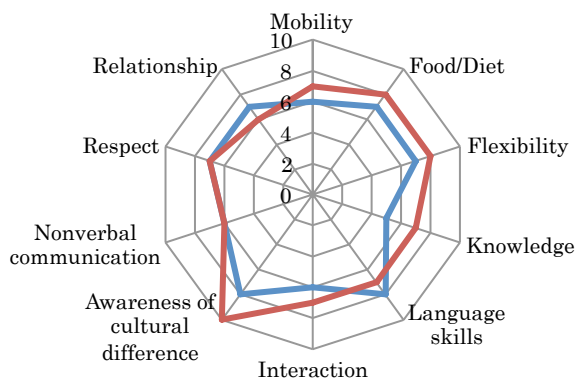 Mobility
10
8
6
4
2
0
Food/Diet
Flexibility
Knowledge
Language
skills
Interaction
Awareness of
cultural
difference
Nonverbal
communication
Respect
Relationship